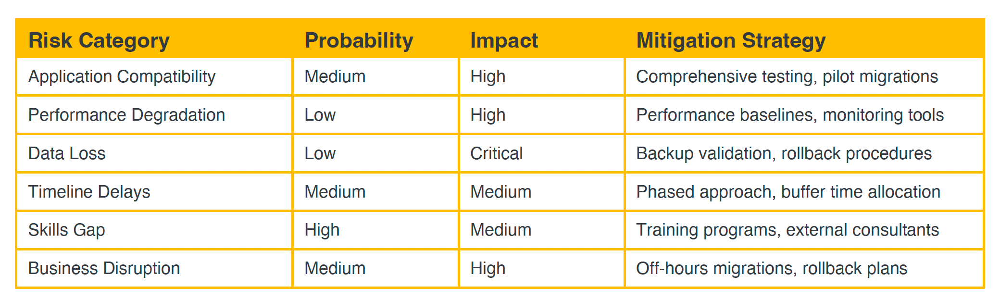 Risk Category Probability Impact Mitigation Strategy
Application Compatibility Medium High Comprehensive testing, pilot migrations
Performance Degradation Low High Performance baselines, monitoring tools
Data Loss Low Critical Backup validation, rollback procedures
Timeline Delays Medium Medium Phased approach, buffer time allocation
Skills Gap High Medium Training programs, external consultants
Business Disruption Medium High Off-hours migrations, rollback plans